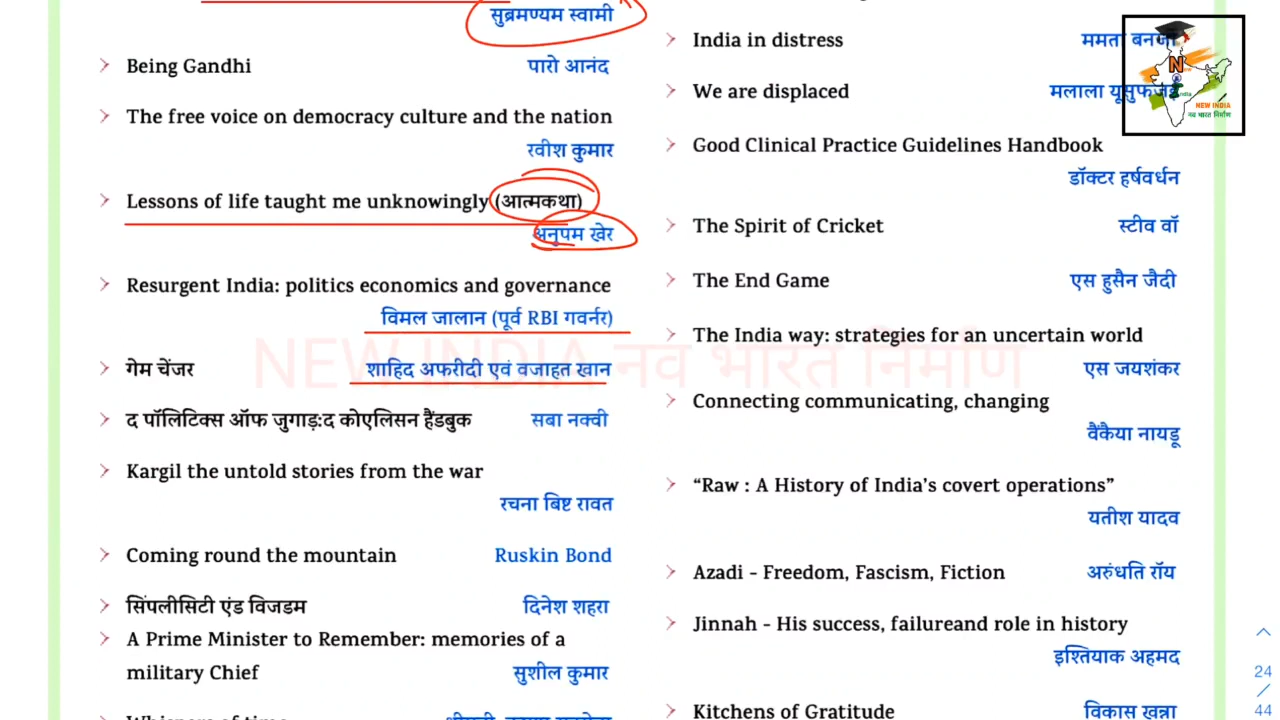 सुब्रमण्यम स्वामी
Being Gandhi पारो आनंद
The free voice on democracy culture and the nation
रवीश कुमार
Lessons of life taught me unknowingly (आत्मकथा)
अनुपम खेर
Resurgent India: politics economics and governance
विमल जालान (पूर्व RBI गवर्नर)
गेम चेंजर शाहिद अफरीदी एवं वजाहत खान
द पॉलिटिक्स ऑफ जुगाड़:द कोएलिसन हैंडबुक सबा नक्वी
Kargil the untold stories from the war
रचना बिष्ट रावत
Coming round the mountain Ruskin Bond
सिंपलीसिटी एंड विजडम दिनेश शहरा
A Prime Minister to Remember: memories of a
military Chief सुशील कुमार
India in distress ममता
We are displaced मलाला यूसुफजई
Good Clinical Practice Guidelines Handbook
डॉक्टर हर्षवर्धन
The Spirit of Cricket स्टीव वॉ
The End Game एस हुसैन जैदी
The India way: strategies for an uncertain world
एस जयशंकर
Connecting communicating, changing
वैंकैया नायडू
“Raw : A History of India’s covert operations”
यतीश यादव
Azadi - Freedom, Fascism, Fiction अरुंधति रॉय
Jinnah - His success, failureand role in history
इश्तियाक अहमद
Kitchens of Gratitude विकास खन्ना
NEW INDIA नव भारत निर्माण
N
NEW INDIA
नव भारत निर्माण
24
44